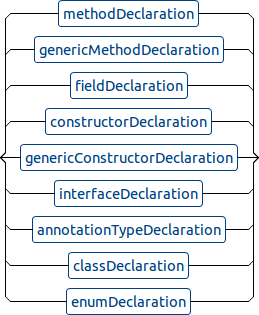 methodDeclaration
genericMethodDeclaration
fieldDeclaration
constructorDeclaration
genericConstructorDeclaration
interfaceDeclaration
annotationTypeDeclaration
classDeclaration
enumDeclaration